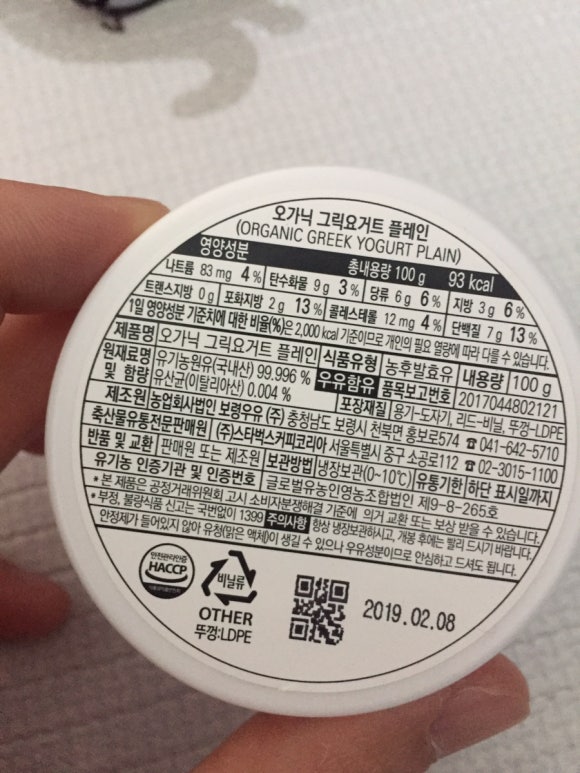 오가닉 그릭요거트 플레인
(ORGANIC GREEK YOGURT PLAIN)
영양성분 총내용량 100 g 93 kcal
나트륨 83 mg 4% 탄수화물 9 g 3% 당류 6 g 6% 지방 3 g 6%
트랜스지방 0 g 포화지방 2 g 13% 콜레스테롤 12 mg 4% 단백질 7 g 13%
1일 영양성분 기준치에 대한 비율(%)은 2,000 kcal 기준이므로 개인의 필요 열량에 따라 다를 수 있습니다.
제품명 오가닉 그릭요거트 플레인 식품유형 농후발효유 내용량 100 g
원재료명 및 함량 유기농원유(국내산) 99.996 % 우유함유 품목보고번호 2017044802121
유산균(이탈리아산) 0.004 % 포장재질 용기-도자기, 리드-비닐, 뚜껑-LDPE
제조원 농업회사법인 보령우유 (주) 충청남도 보령시 천북면 홍보로574 ☎041-642-5710
축산물유통전문판매원 (주)스타벅스커피코리아 서울특별시 중구 소공로112 ☎02-3015-1100
반품 및 교환 판매원 또는 제조원 보관방법 냉장보관(0~10℃) 유통기한 하단 표시일까지
유기농 인증기관 및 인증번호 글로벌유농인영농조합법인 제9-8-265호
* 본 제품은 공정거래위원회 고시 소비자분쟁해결 기준에 의거 교환 또는 보상 받을 수 있습니다.
* 부정, 불량식품 신고는 국번없이 1399 주의사항 항상 냉장보관하시고, 개봉 후에는 빨리 드시기 바랍니다.
안정제가 들어있지 않아 유청(맑은 액체)이 생길 수 있으나 우유성분이므로 안심하고 드셔도 됩니다.
안전관리인증
HACCP
비닐류
OTHER
뚜껑:LDPE
2019.02.08